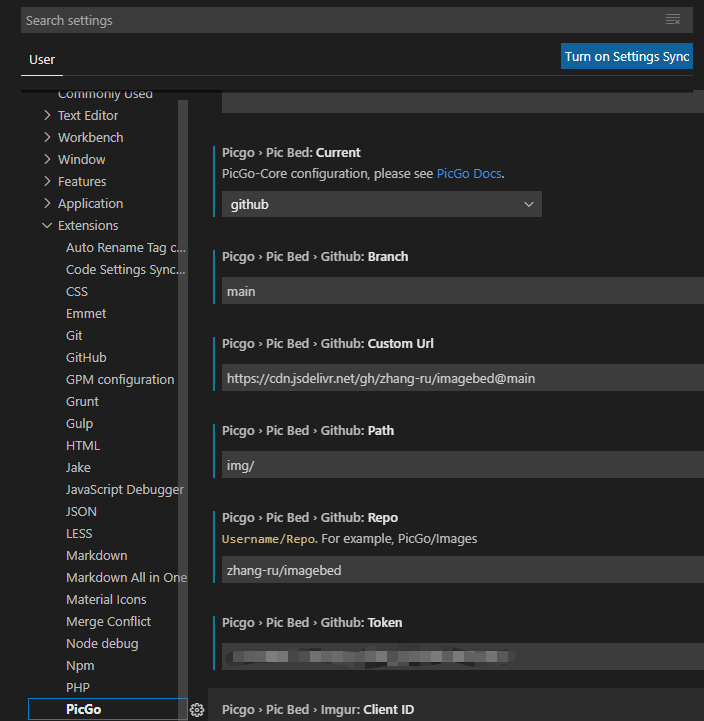 Search settings
User
Turn on Settings Sync
Commonly Used
Text Editor
Workbench
Window
Features
Application
Extensions
Auto Rename Tag c...
Code Settings Sync...
CSS
Emmet
Git
GitHub
GPM configuration
Grunt
Gulp
HTML
Jake
JavaScript Debugger
JSON
LESS
Markdown
Markdown All in One
Material Icons
Merge Conflict
Node debug
Npm
PHP
PicGo
Picgo › Pic Bed: Current
PicGo-Core configuration, please see PicGo Docs.
github
Picgo › Pic Bed › Github: Branch
main
Picgo › Pic Bed › Github: Custom Url
https://cdn.jsdelivr.net/gh/zhang-ru/imagebed@main
Picgo › Pic Bed › Github: Path
img/
Picgo › Pic Bed › Github: Repo
Username/Repo. For example, PicGo/Images
zhang-ru/imagebed
Picgo › Pic Bed › Github: Token
Picgo › Pic Bed › Imgur: Client ID